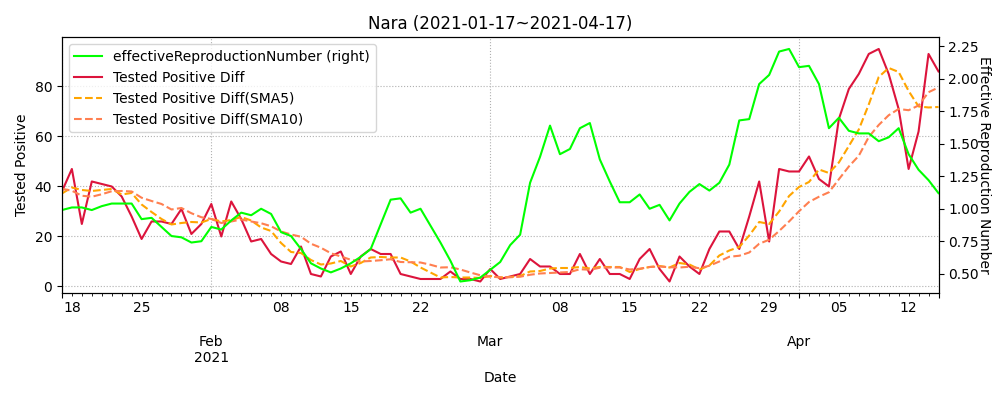 Nara (2021-01-17~2021-04-17)
effectiveReproductionNumber (right)
Tested Positive Diff
Tested Positive Diff(SMA5)
Tested Positive Diff(SMA10)
Tested Positive
80
60
40
20
0
2.25
2.00
1.75
1.50
1.25
1.00
0.75
0.50
Effective Reproduction Number
18 25 08 15 22 08 15 22 29 05 12
Feb Mar Apr
2021
Date